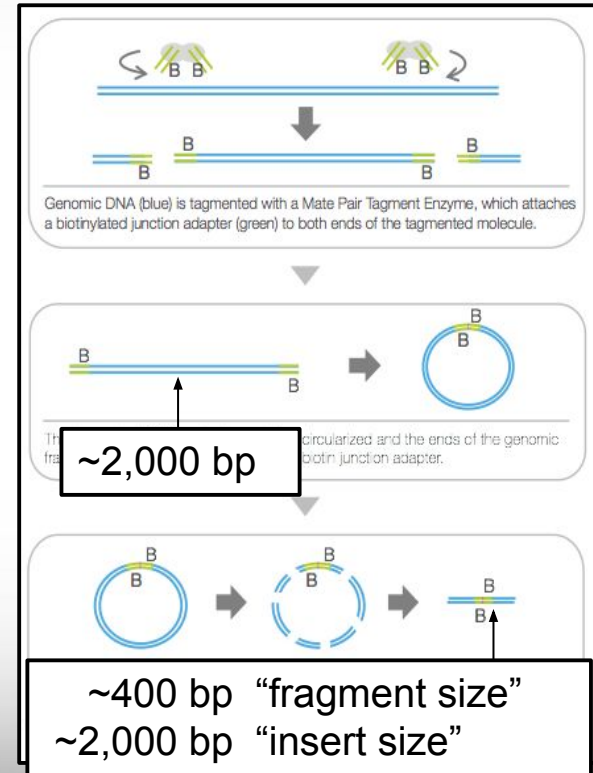 B B
B B
B
B
B
B
Genomic DNA (blue) is tagmented with a Mate Pair Tagment Enzyme, which attaches
a biotinylated junction adapter (green) to both ends of the tagmented molecule.
B
B
B
B
Th circularized and the ends of the genomic
fra biotin junction adapter.
~2,000 bp
B
B
B
B
B
B
~400 bp “fragment size”
~2,000 bp “insert size”